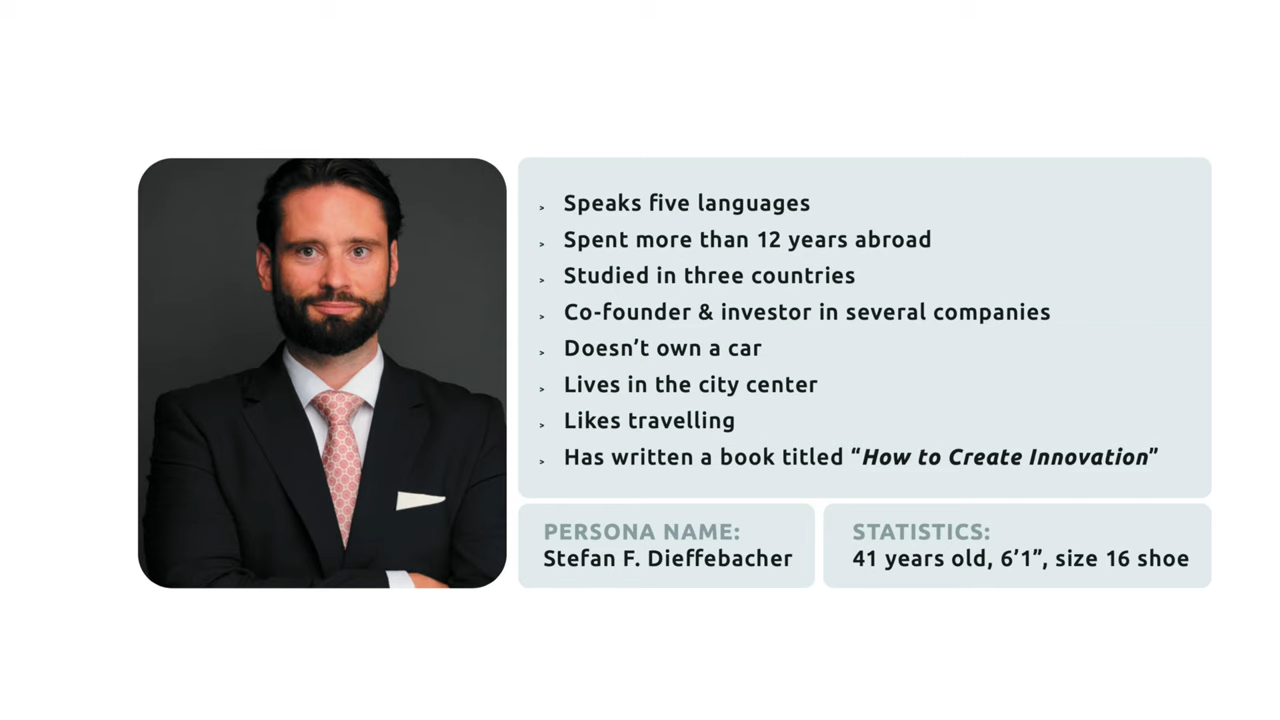 > Speaks five languages
> Spent more than 12 years abroad
> Studied in three countries
> Co-founder & investor in several companies
> Doesn’t own a car
> Lives in the city center
> Likes travelling
> Has written a book titled “How to Create Innovation”
PERSONA NAME:
Stefan F. Dieffebacher
STATISTICS:
41 years old, 6’1”, size 16 shoe